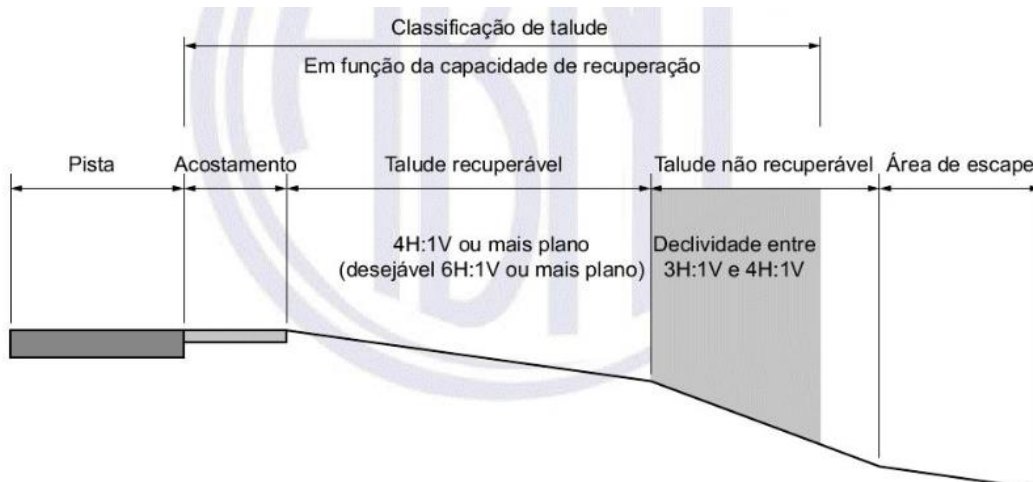 Classificação de talude
Em função da capacidade de recuperação
Pista
Acostamento
Talude recuperável
Talude não recuperável
Área de escape
4H:1V ou mais plano
(desejável 6H:1V ou mais plano)
Declividade entre
3H:1V e 4H:1V
ABNT